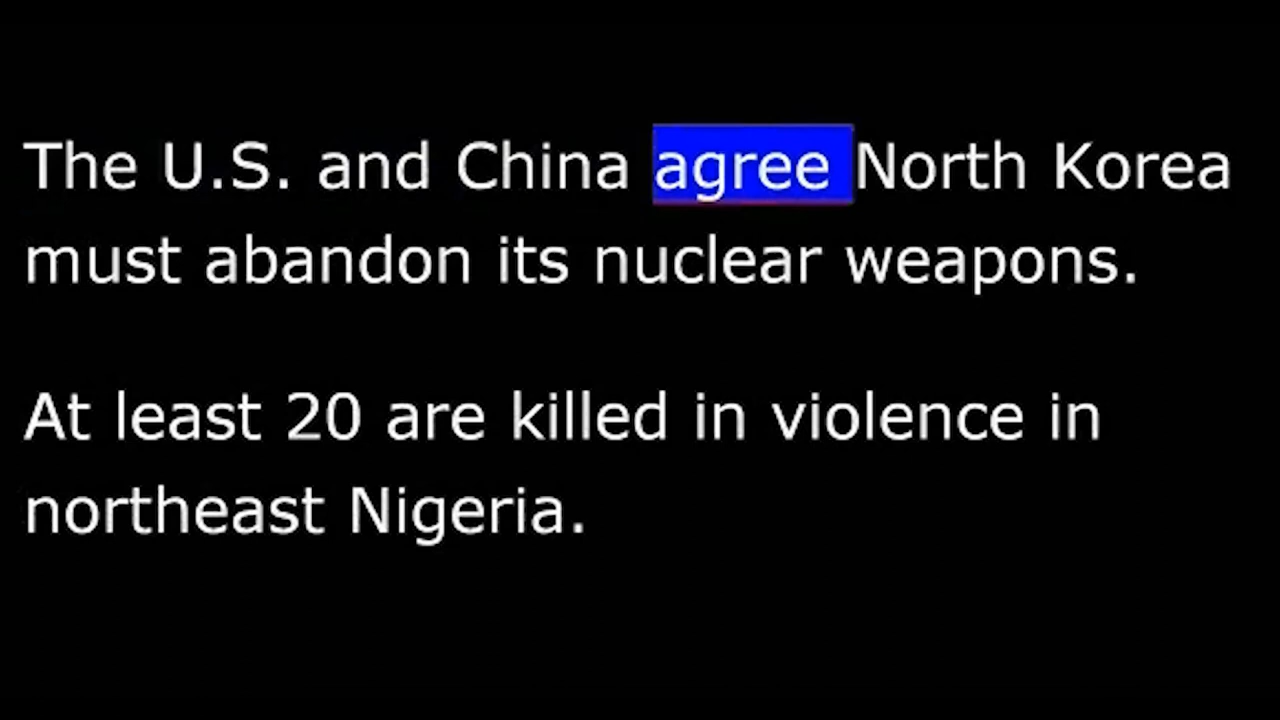 The U.S. and China agree North Korea
must abandon its nuclear weapons.
At least 20 are killed in violence in
northeast Nigeria.